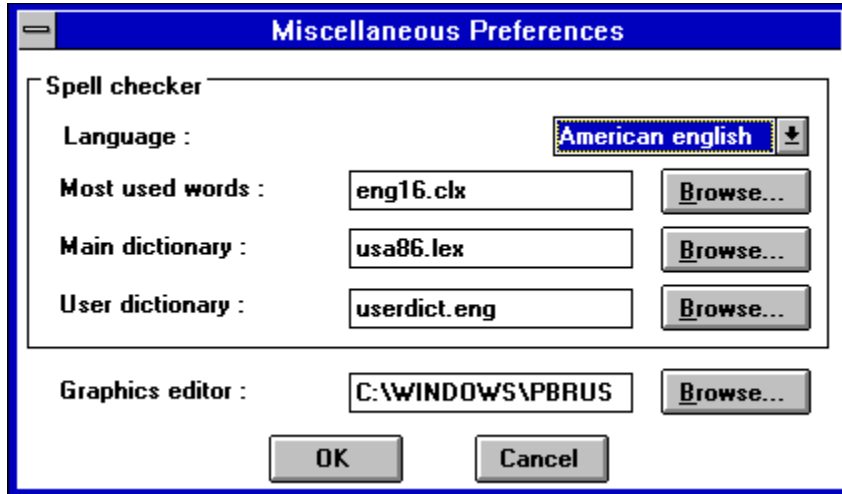 Miscellaneous Preferences
Spell checker
Language : American english
Most used words : eng16.clx Browse...
Main dictionary : usa86.lex Browse...
User dictionary : userdict.eng Browse...
Graphics editor : C:\WINDOWS\PBRUS Browse...
OK Cancel